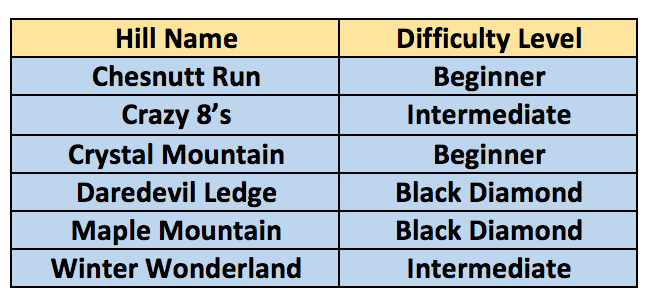 Hill Name Difficulty Level
Chesnutt Run Beginner
Crazy 8’s Intermediate
Crystal Mountain Beginner
Daredevil Ledge Black Diamond
Maple Mountain Black Diamond
Winter Wonderland Intermediate